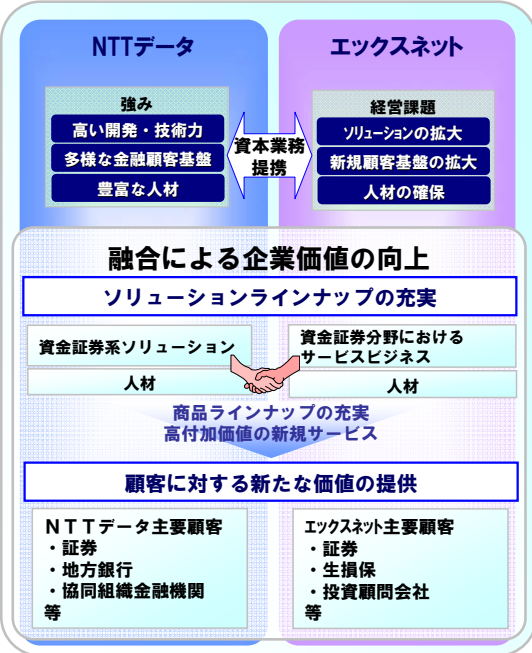 NTTデータ
エックスネット
強み
高い開発・技術力
多様な金融顧客基盤
豊富な人材
資本業務
提携
経営課題
ソリューションの拡大
新規顧客基盤の拡大
人材の確保
融合による企業価値の向上
ソリューションラインナップの充実
資金証券系ソリューション
人材
資金証券分野における
サービスビジネス
人材
商品ラインナップの充実
高付加価値の新規サービス
顧客に対する新たな価値の提供
ＮＴＴデータ主要顧客
・証券
・地方銀行
・協同組織金融機関
等
エックスネット主要顧客
・証券
・生損保
・投資顧問会社
等